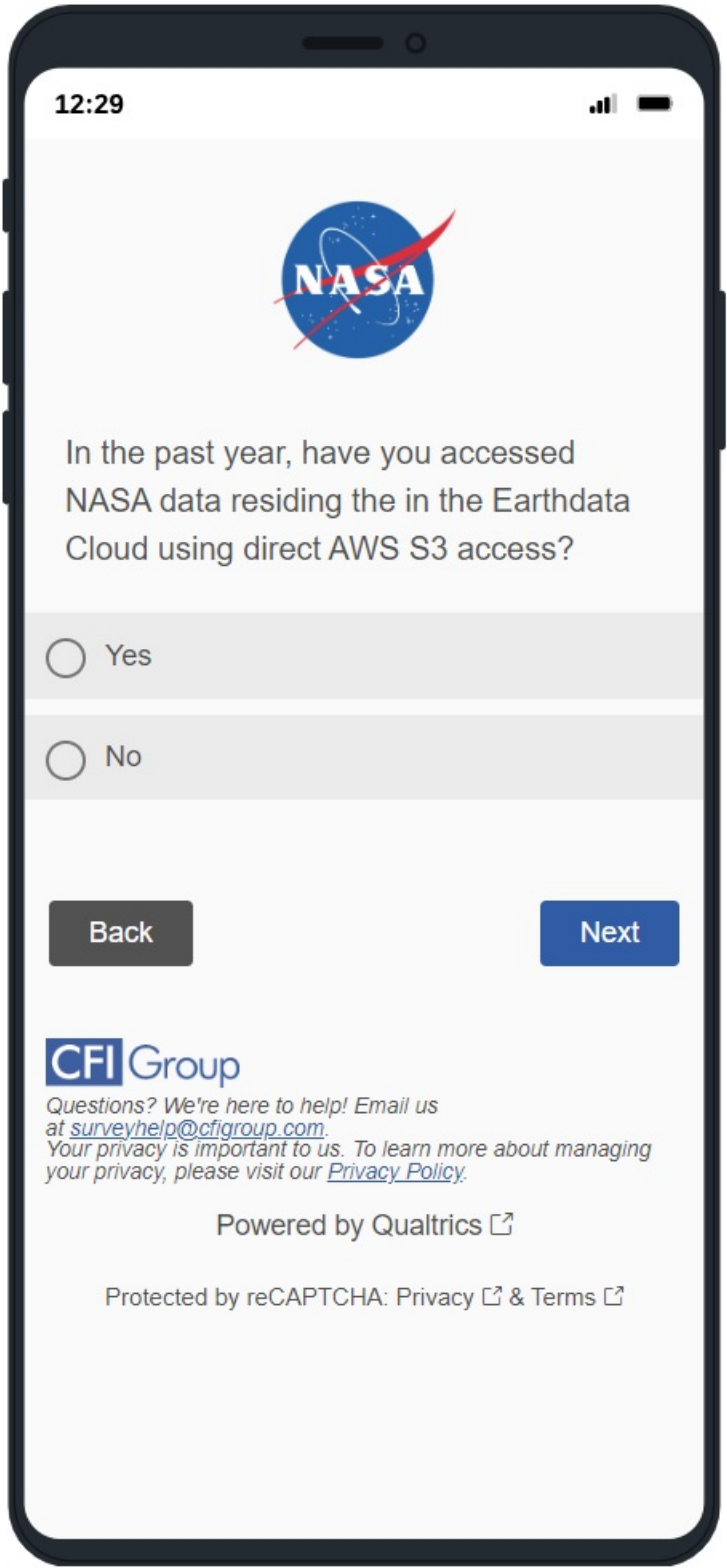 12:29
NASA
In the past year, have you accessed
NASA data residing the in the Earthdata
Cloud using direct AWS S3 access?
Yes
No
Back
Next
CFI Group
Questions? We're here to help! Email us
at surveyhelp@cfigroup.com.
Your privacy is important to us. To learn more about managing
your privacy, please visit our Privacy Policy.
Powered by Qualtrics
Protected by reCAPTCHA: Privacy & Terms